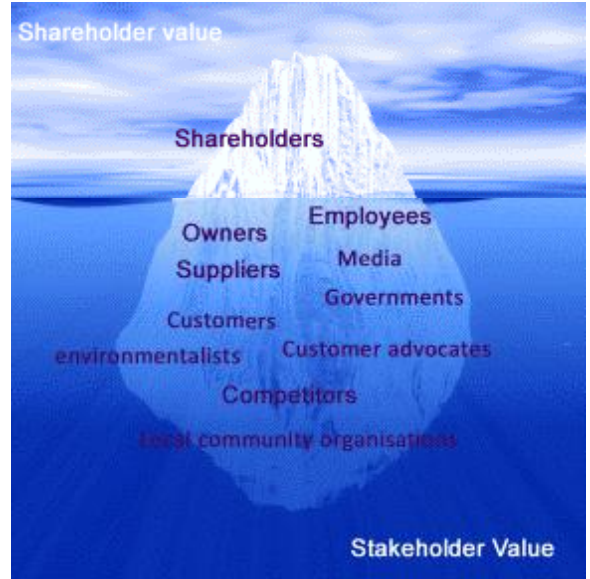 Shareholder value
Shareholders
Employees
Owners
Media
Suppliers
Governments
Customers
Customer advocates
environmentalists
Competitors
Local community organisations
Stakeholder Value